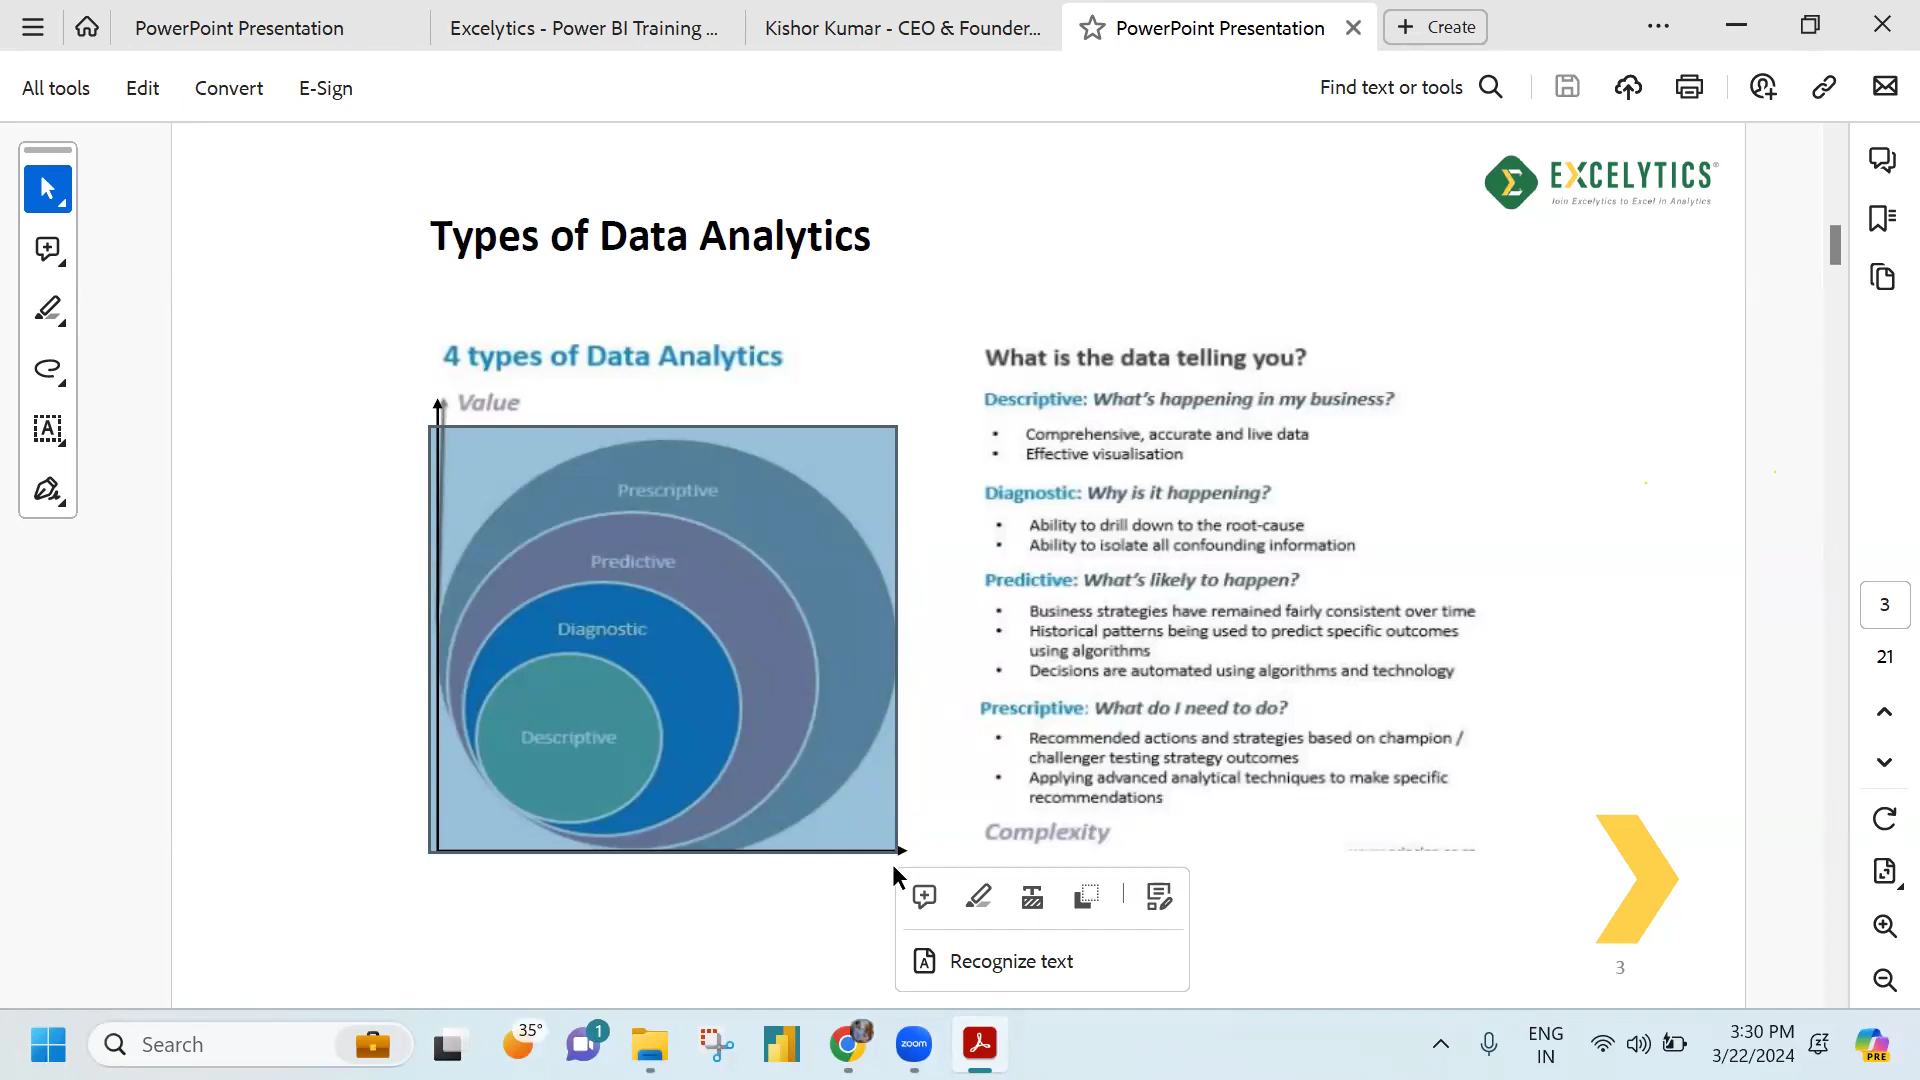 PowerPoint Presentation
Excelytics - Power BI Training ...
Kishor Kumar - CEO & Founder...
PowerPoint Presentation
Create
All tools
Edit
Convert
E-Sign
Find text or tools
EXCELYTICS
Join Excelytics to Excel in Analytics
Types of Data Analytics
4 types of Data Analytics
Value
Prescriptive
Predictive
Diagnostic
Descriptive
What is the data telling you?
Descriptive: What's happening in my business?
• Comprehensive, accurate and live data
• Effective visualisation
Diagnostic: Why is it happening?
• Ability to drill down to the root-cause
• Ability to isolate all confounding information
Predictive: What's likely to happen?
• Business strategies have remained fairly consistent over time
• Historical patterns being used to predict specific outcomes
using algorithms
• Decisions are automated using algorithms and technology
Prescriptive: What do I need to do?
• Recommended actions and strategies based on champion /
challenger testing strategy outcomes
• Applying advanced analytical techniques to make specific
recommendations
Complexity
Recognize text
3
3
21
Search
35°
1
zoom
ENG
IN
3:30 PM
3/22/2024
PRE